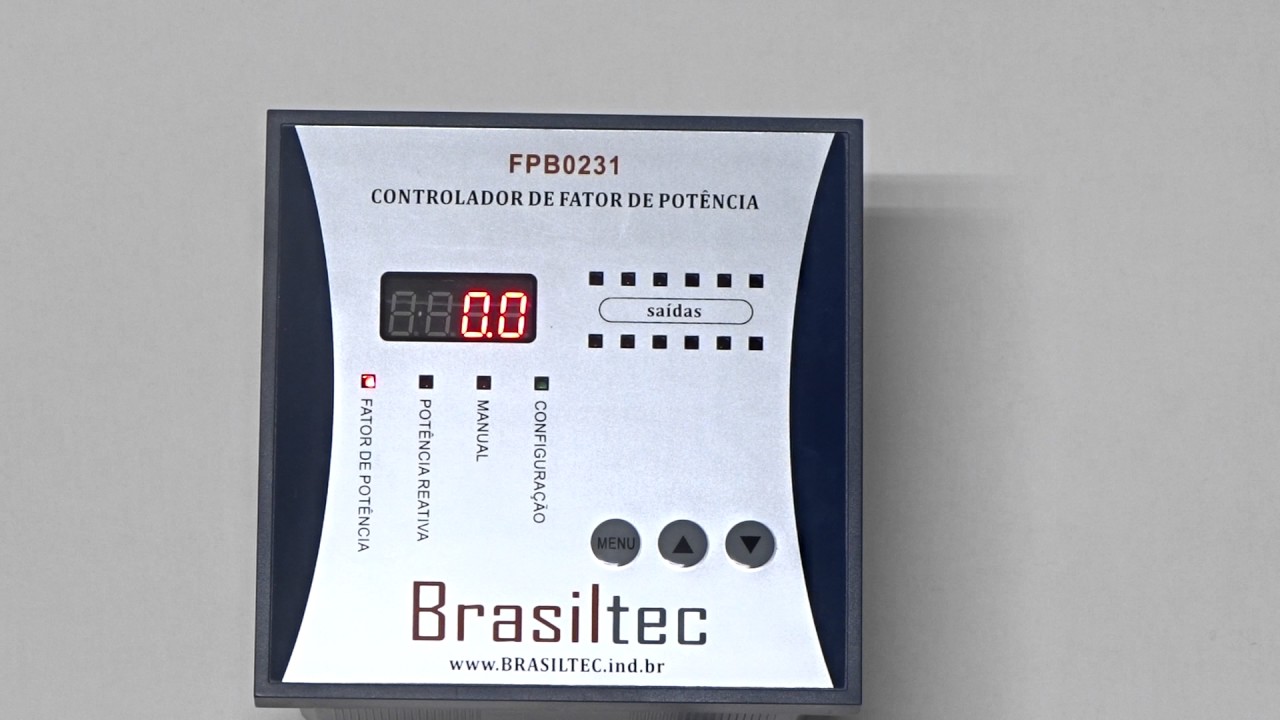 FPB0231
CONTROLADOR DE FATOR DE POTÊNCIA
0.0
saídas
FATOR DE POTÊNCIA
POTÊNCIA REATIVA
MANUAL
CONFIGURAÇÃO
MENU
Brasiltec
www.BRASILTEC.ind.br